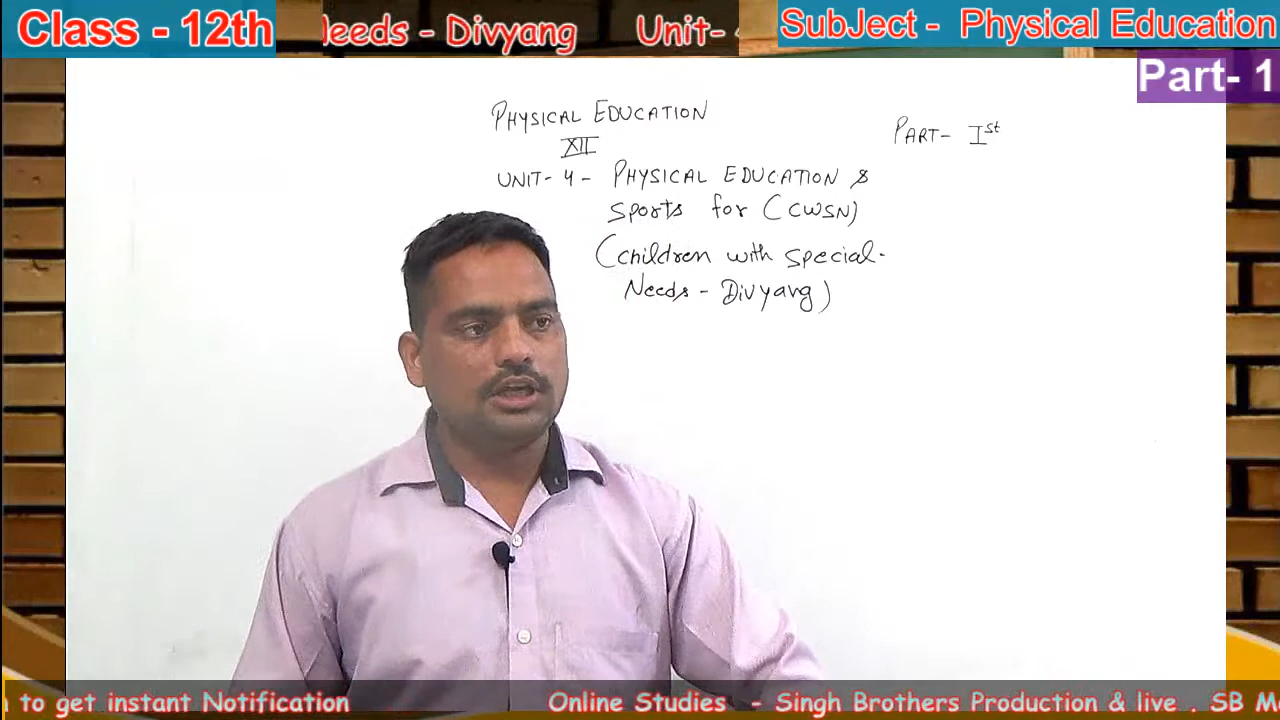 Class - 12th
Needs - Divyang Unit-
SubJect - Physical Education
Part- 1
PHYSICAL EDUCATION
XII
PART- Ist
UNIT- 4 - PHYSICAL EDUCATION &
Sports for (CWSN)
(children with special-
Needs - Divyang)
to get instant Notification Online Studies - Singh Brothers Production & live . SB